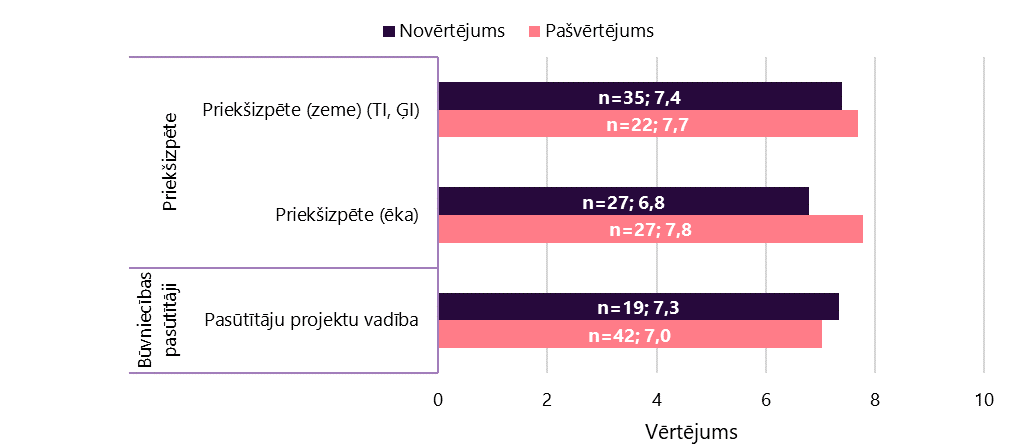 Novērtējums Pašvērtējums
Priekšizpēte
Priekšizpēte (zeme) (TI, ĢI)
n=35; 7,4
n=22; 7,7
Priekšizpēte (ēka)
n=27; 6,8
n=27; 7,8
Būvniecības
pasūtītāji
Pasūtītāju projektu vadība
n=19; 7,3
n=42; 7,0
0 2 4 6 8 10
Vērtējums